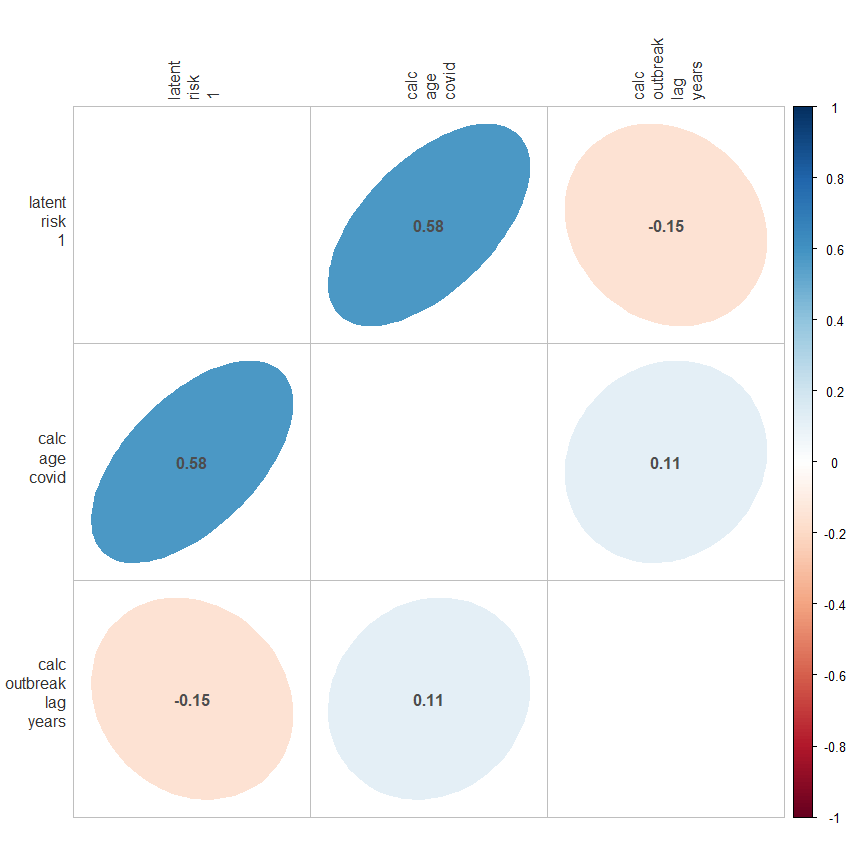 latent
risk
1
calc
age
covid
calc
outbreak
lag
years
latent
risk
1
0.58
-0.15
calc
age
covid
0.58
0.11
calc
outbreak
lag
years
-0.15
0.11
1
0.8
0.6
0.4
0.2
0
-0.2
-0.4
-0.6
-0.8
-1